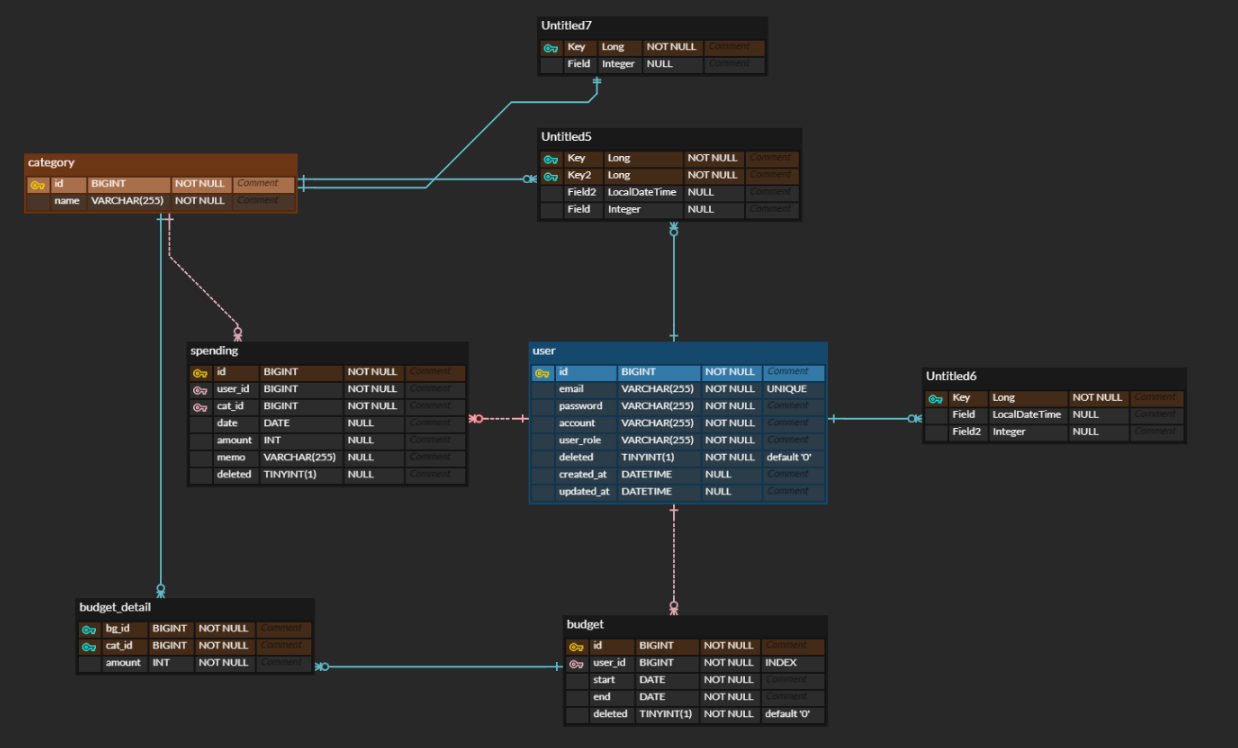 Untitled7
Key Long NOT NULL Comment
Field Integer NULL Comment
Untitled5
Key Long NOT NULL Comment
Key2 Long NOT NULL Comment
Field2 LocalDateTime NULL Comment
Field Integer NULL Comment
category
id BIGINT NOT NULL Comment
name VARCHAR(255) NOT NULL Comment
spending
id BIGINT NOT NULL Comment
user_id BIGINT NOT NULL Comment
cat_id BIGINT NOT NULL Comment
date DATE NULL Comment
amount INT NULL Comment
memo VARCHAR(255) NULL Comment
deleted TINYINT(1) NULL Comment
user
id BIGINT NOT NULL Comment
email VARCHAR(255) NOT NULL UNIQUE
password VARCHAR(255) NOT NULL Comment
account VARCHAR(255) NOT NULL Comment
user_role VARCHAR(255) NOT NULL Comment
deleted TINYINT(1) NOT NULL default '0'
created_at DATETIME NULL Comment
updated_at DATETIME NULL Comment
Untitled6
Key Long NOT NULL Comment
Field LocalDateTime NULL Comment
Field2 Integer NULL Comment
budget_detail
bg_id BIGINT NOT NULL Comment
cat_id BIGINT NOT NULL Comment
amount INT NOT NULL Comment
budget
id BIGINT NOT NULL Comment
user_id BIGINT NOT NULL INDEX
start DATE NOT NULL Comment
end DATE NOT NULL Comment
deleted TINYINT(1) NOT NULL default '0'